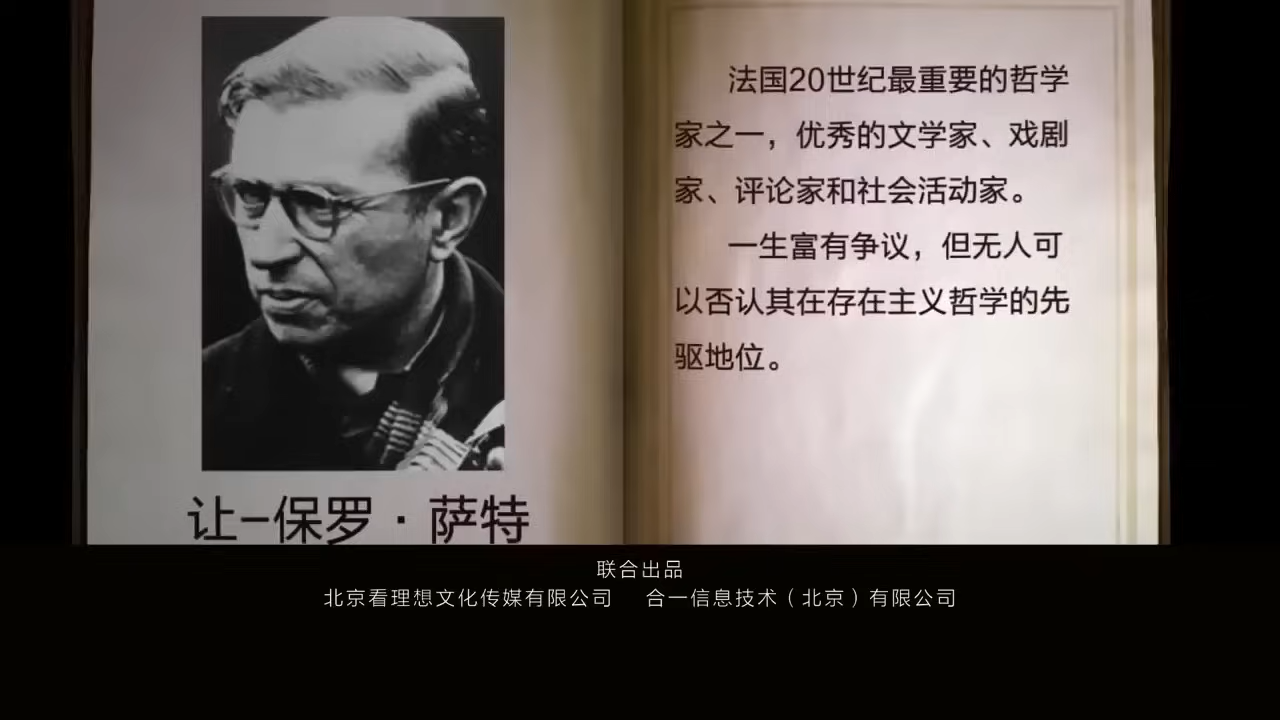 让-保罗·萨特
法国20世纪最重要的哲学
家之一，优秀的文学家、戏剧
家、评论家和社会活动家。
一生富有争议，但无人可
以否认其在存在主义哲学的先
驱地位。
联合出品
北京看理想文化传媒有限公司 合一信息技术（北京）有限公司